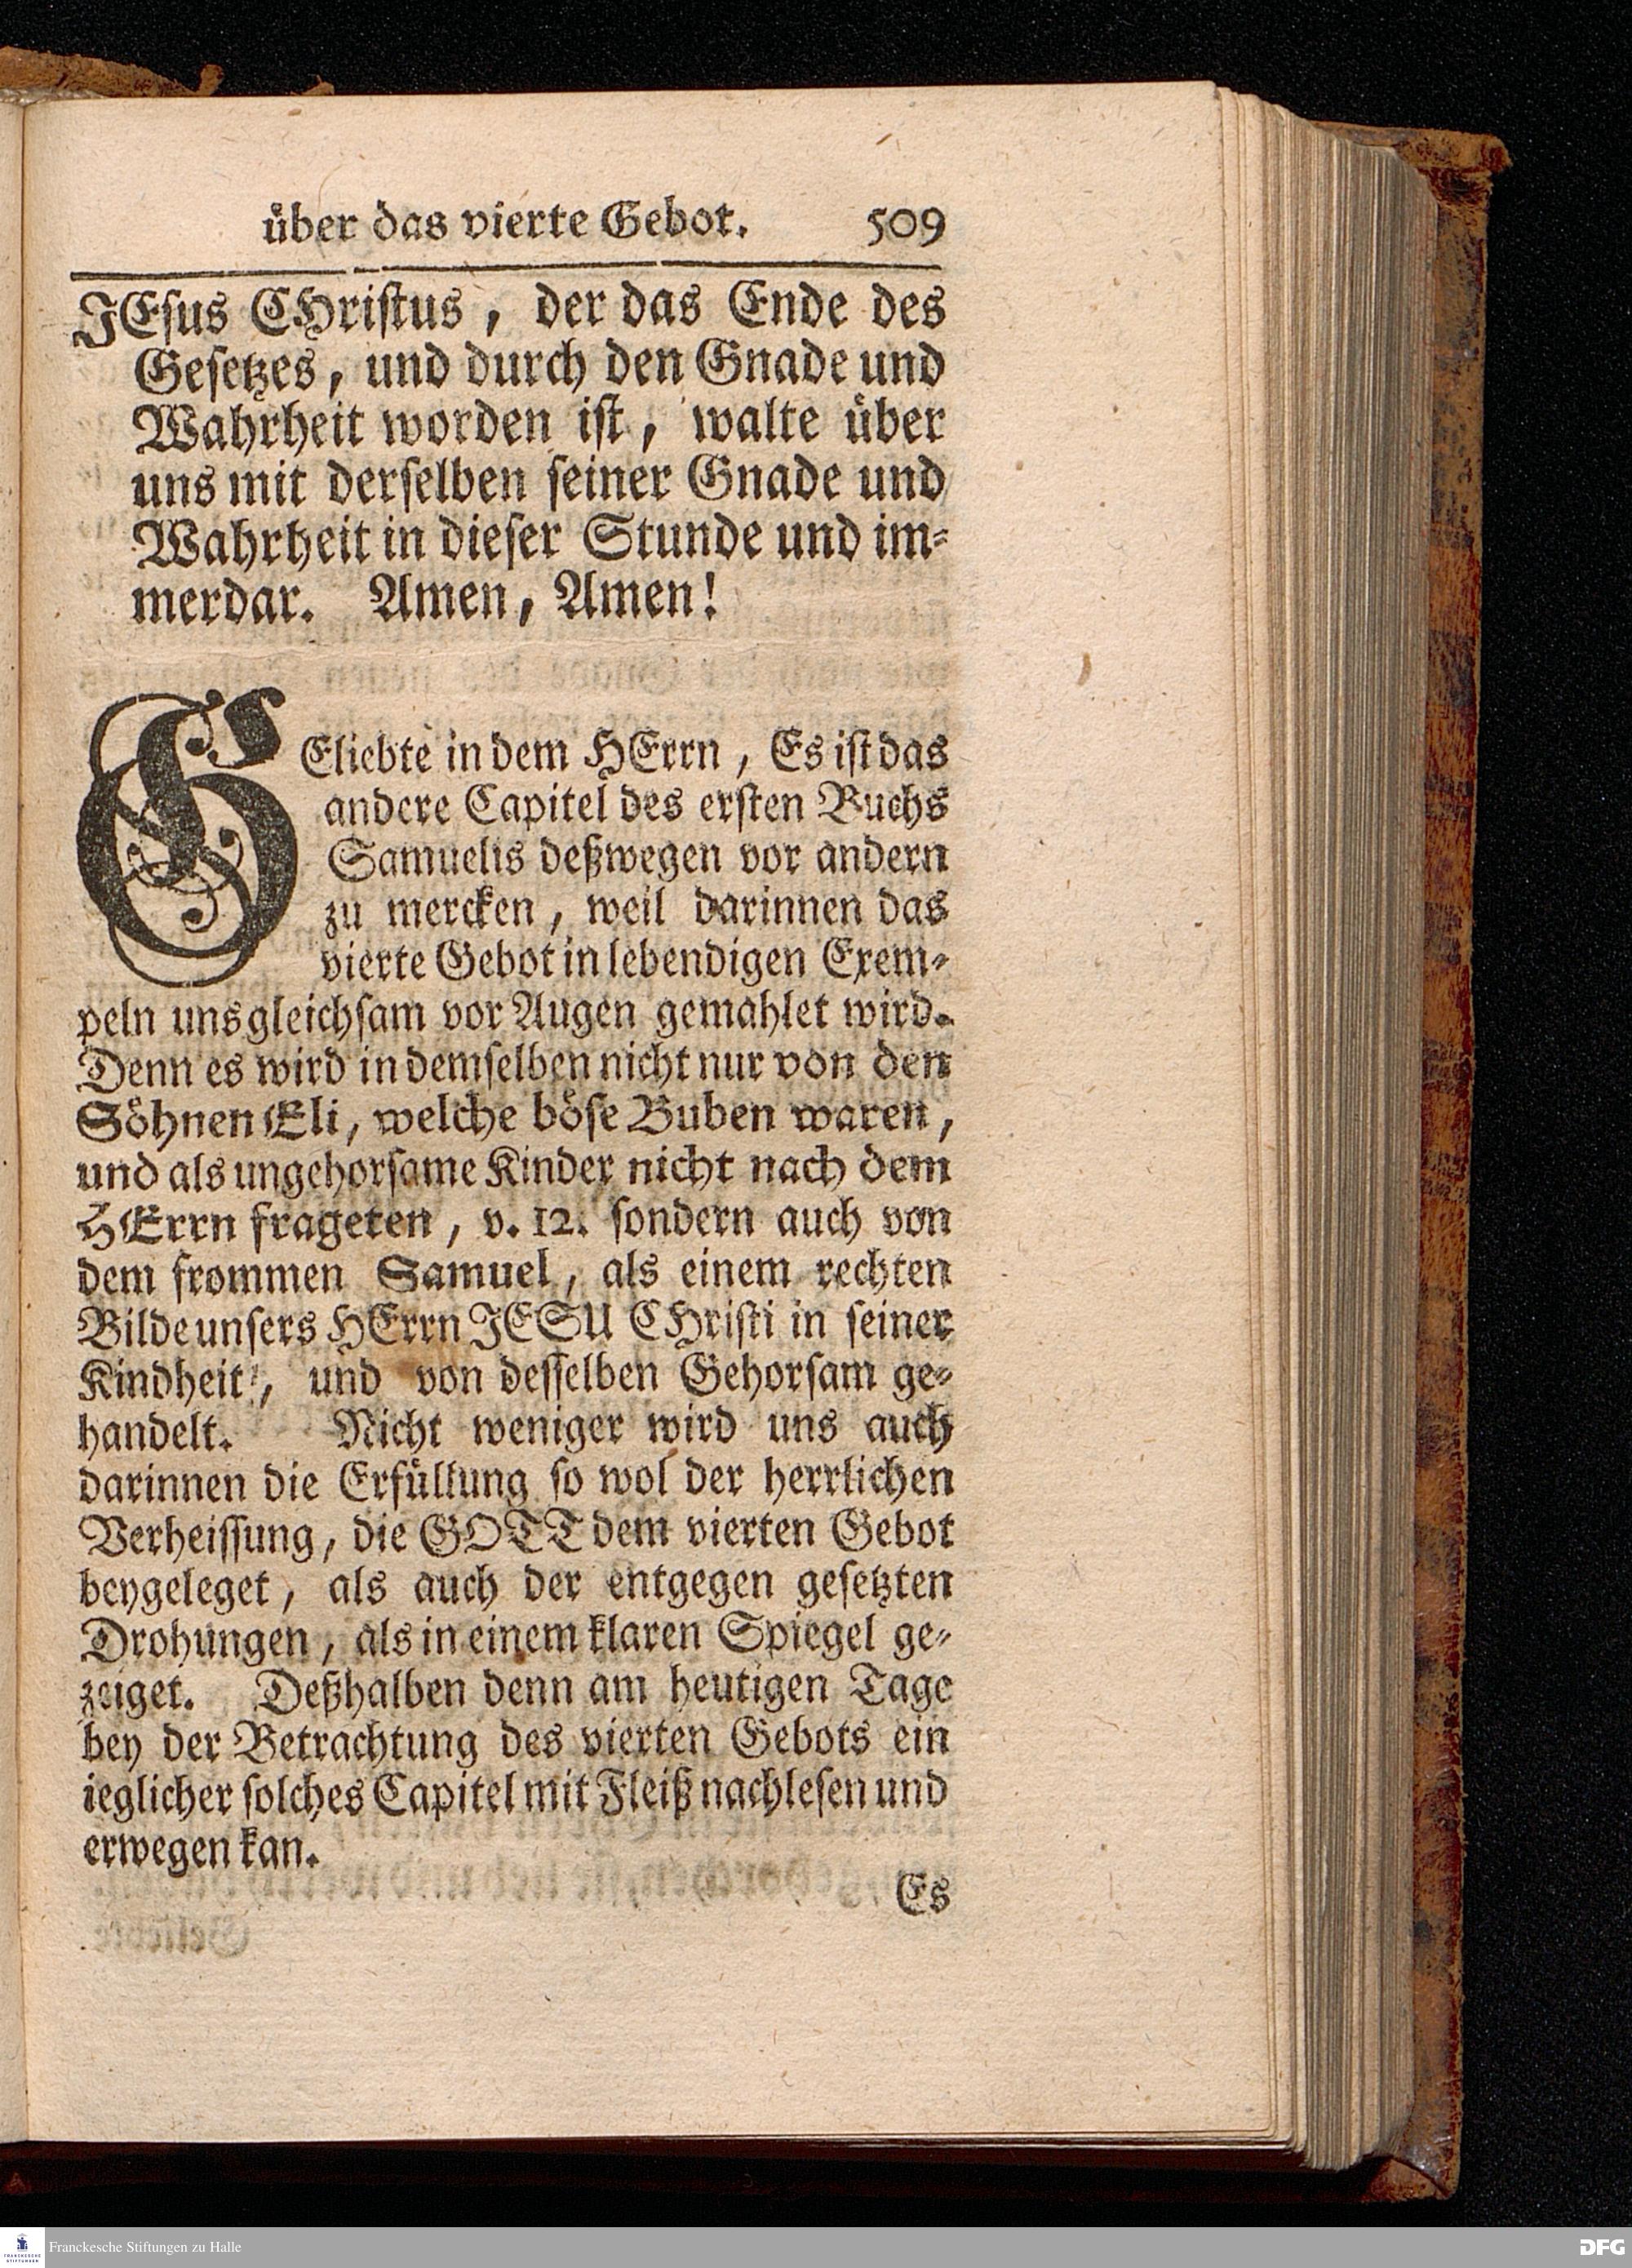 über das vierte Gebot. 509
JEsus CHristus, der das Ende des
Gesetzes, und durch den Gnade und
Wahrheit worden ist, walte über
uns mit derselben seiner Gnade und
Wahrheit in dieser Stunde und im-
merdar. Amen, Amen!
GEliebte in dem HErrn, Es ist das
andere Capitel des ersten Buchs
Samuelis deßwegen vor andern
zu mercken, weil darinnen das
vierte Gebot in lebendigen Exem-
peln uns gleichsam vor Augen gemahlet wird.
Denn es wird in demselben nicht nur von den
Söhnen Eli, welche böse Buben waren,
und als ungehorsame Kinder nicht nach dem
HErrn frageten, v. 12. sondern auch von
dem frommen Samuel, als einem rechten
Bilde unsers HErrn JESU CHristi in seiner
Kindheit, und von desselben Gehorsam ge-
handelt. Nicht weniger wird uns auch
darinnen die Erfüllung so wol der herrlichen
Verheissung, die GOTT dem vierten Gebot
beygeleget, als auch der entgegen gesetzten
Drohungen, als in einem klaren Spiegel ge-
zeiget. Deßhalben denn am heutigen Tage
bey der Betrachtung des vierten Gebots ein
ieglicher solches Capitel mit Fleiß nachlesen und
erwegen kan.
Es
FRANCKESCHE STIFTUNGEN
Franckesche Stiftungen zu Halle
DFG